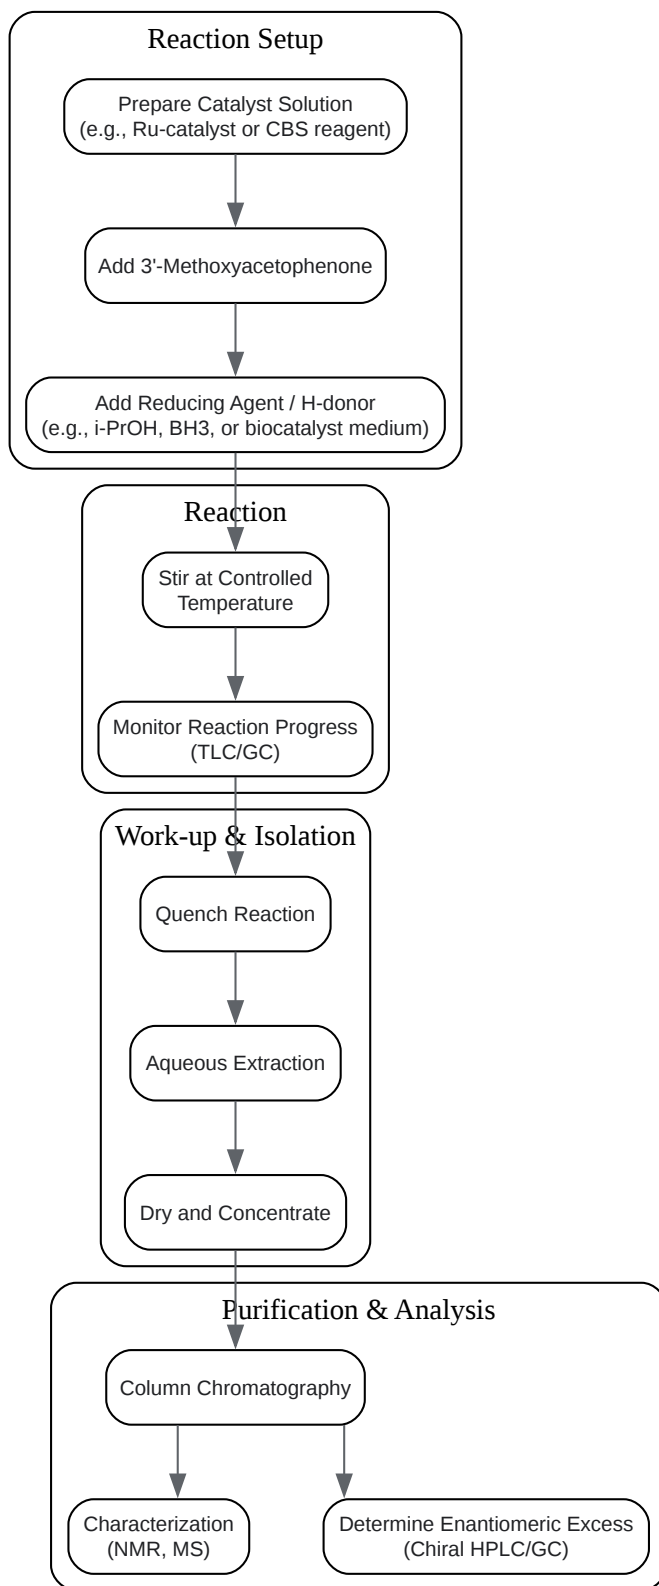 Reaction Setup
Prepare Catalyst Solution
(e.g., Ru-catalyst or CBS reagent)
Add 3'-Methoxyacetophenone
Add Reducing Agent / H-donor
(e.g., i-PrOH, BH3, or biocatalyst medium)
Reaction
Stir at Controlled
Temperature
Monitor Reaction Progress
(TLC/GC)
Work-up & Isolation
Quench Reaction
Aqueous Extraction
Dry and Concentrate
Purification & Analysis
Column Chromatography
Characterization
(NMR, MS)
Determine Enantiomeric Excess
(Chiral HPLC/GC)